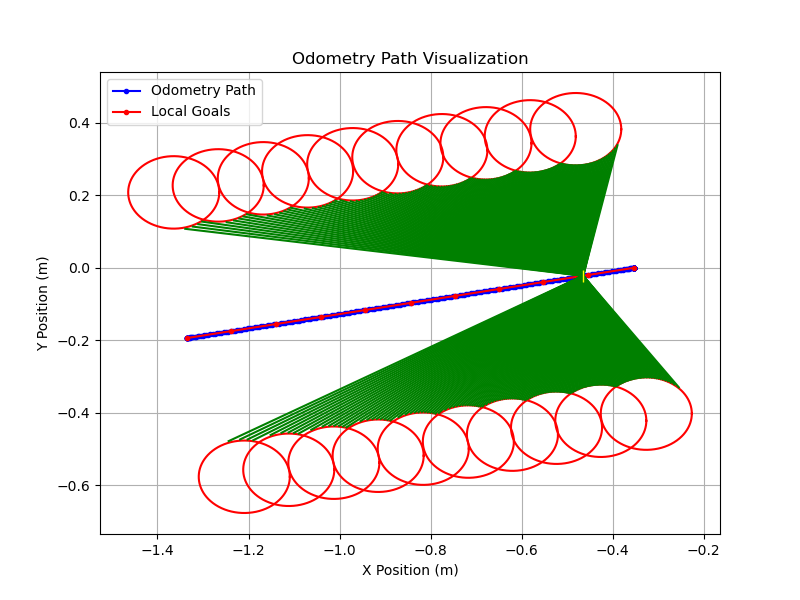 Odometry Path Visualization
Odometry Path
Local Goals
0.4
0.2
0.0
−0.2
−0.4
−0.6
Y Position (m)
−1.4
−1.2
−1.0
−0.8
−0.6
−0.4
−0.2
X Position (m)